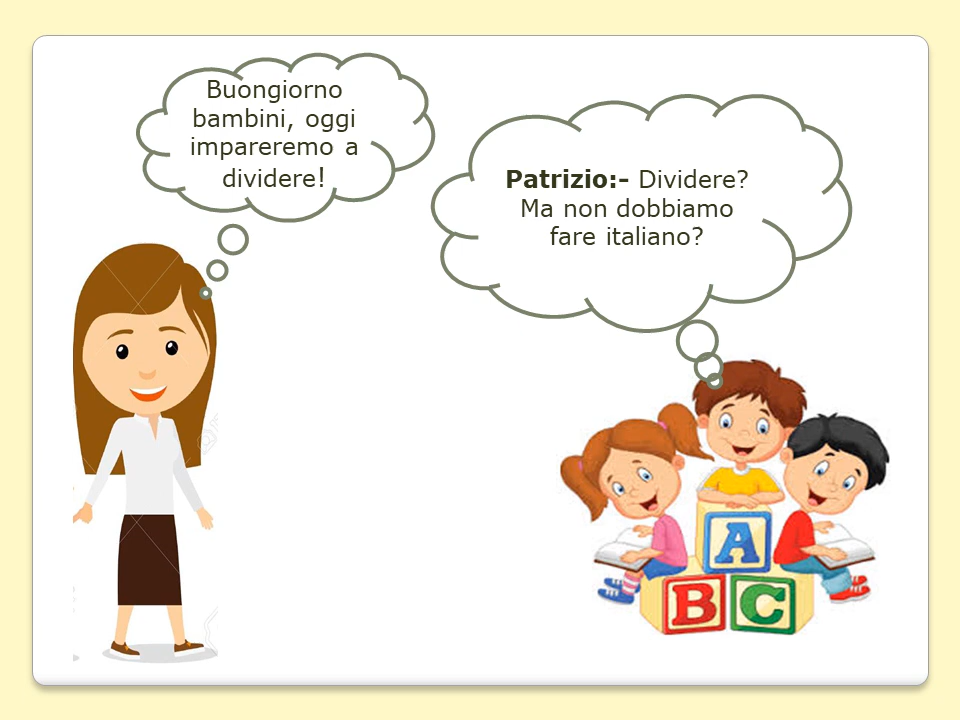 Buongiorno
bambini, oggi
impareremo a
dividere!
Patrizio:- Dividere?
Ma non dobbiamo
fare italiano?
A
B C